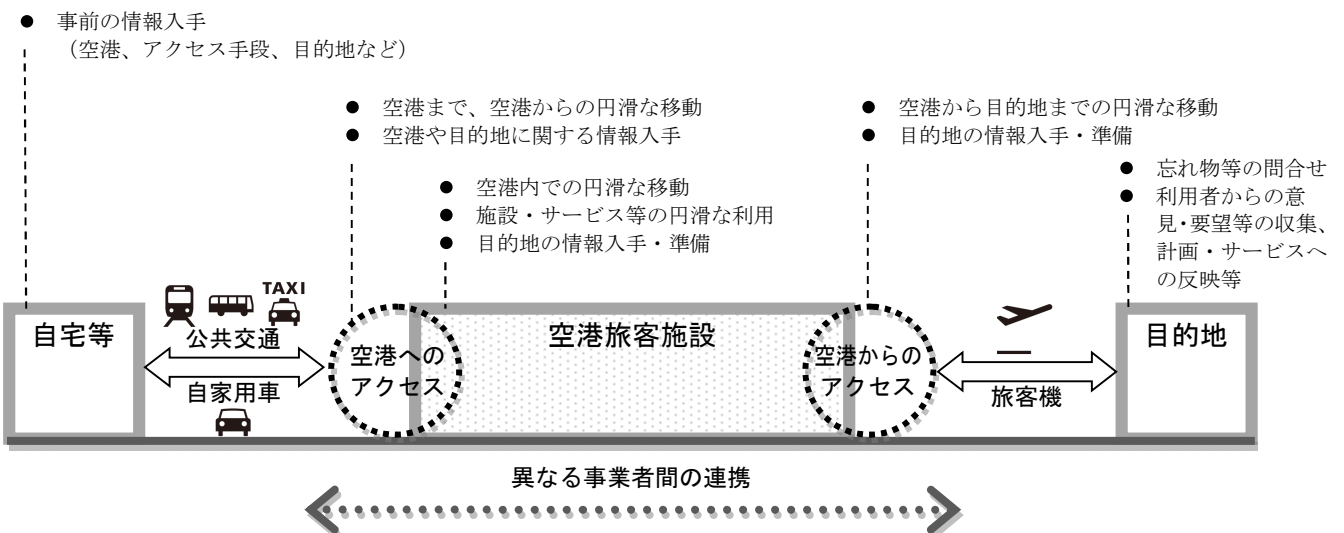 ● 事前の情報入手
（空港、アクセス手段、目的地など）
● 空港まで、空港からの円滑な移動
● 空港や目的地に関する情報入手
● 空港から目的地までの円滑な移動
● 目的地の情報入手・準備
● 空港内での円滑な移動
● 施設・サービス等の円滑な利用
● 目的地の情報入手・準備
● 忘れ物等の問合せ
● 利用者からの意
見・要望等の収集、
計画・サービスへ
の反映等
自宅等
TAXI
公共交通
自家用車
空港への
アクセス
空港旅客施設
空港からの
アクセス
旅客機
目的地
異なる事業者間の連携